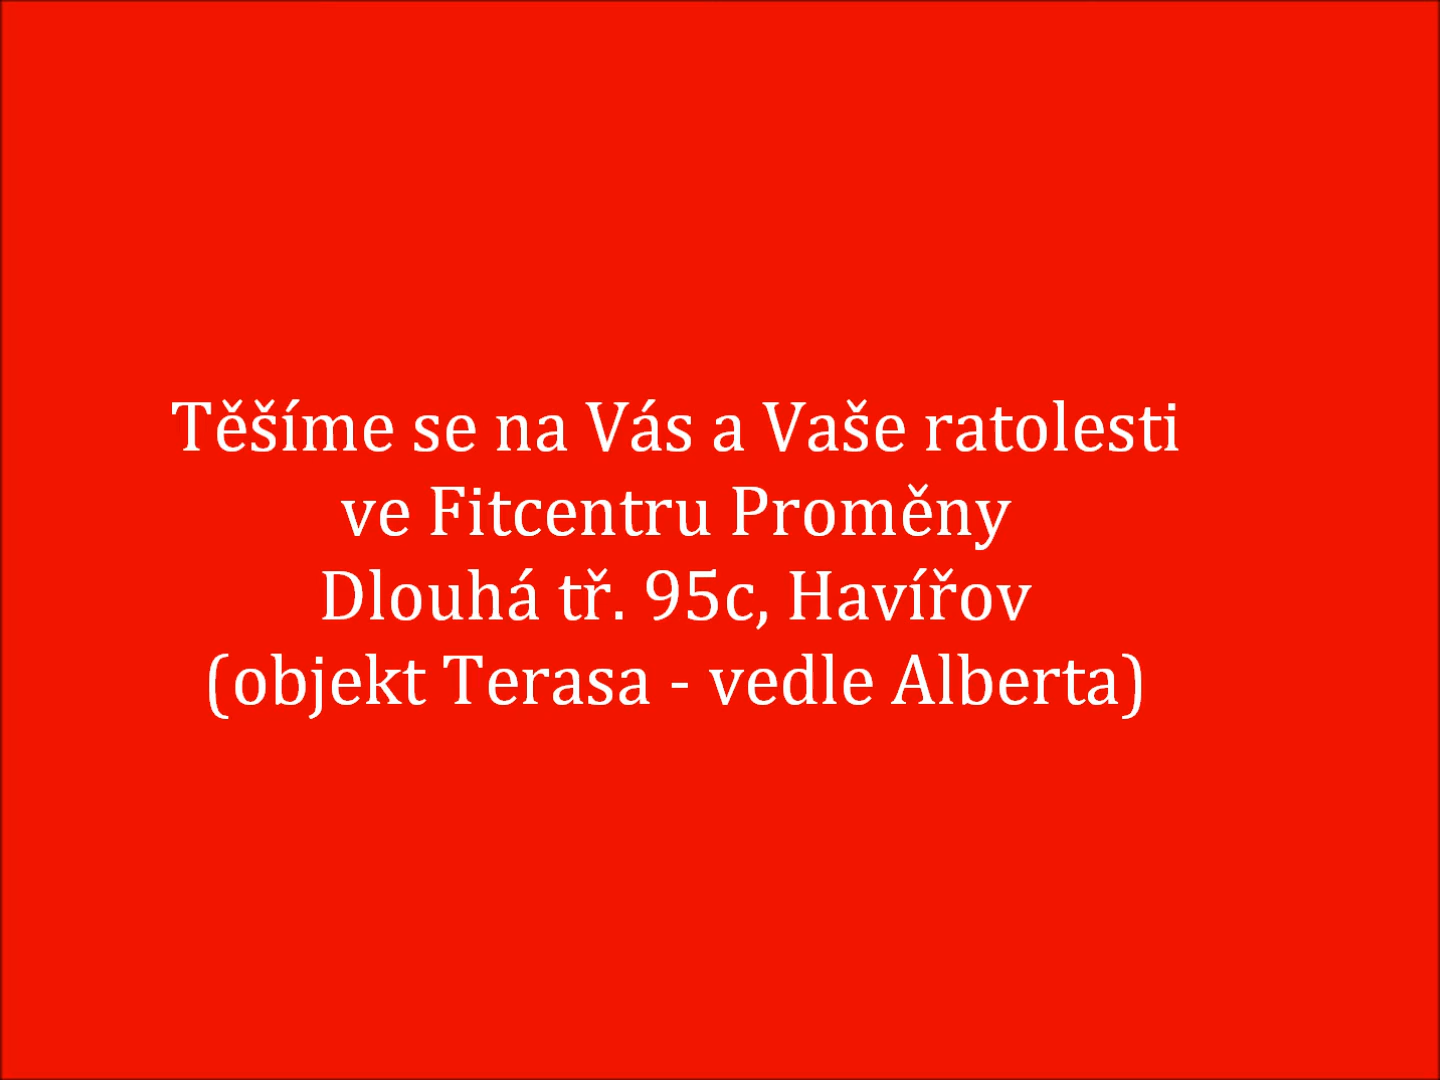 Těšíme se na Vás a Vaše ratolesti
ve Fitcentru Proměny
Dlouhá tř. 95c, Havířov
(objekt Terasa - vedle Alberta)